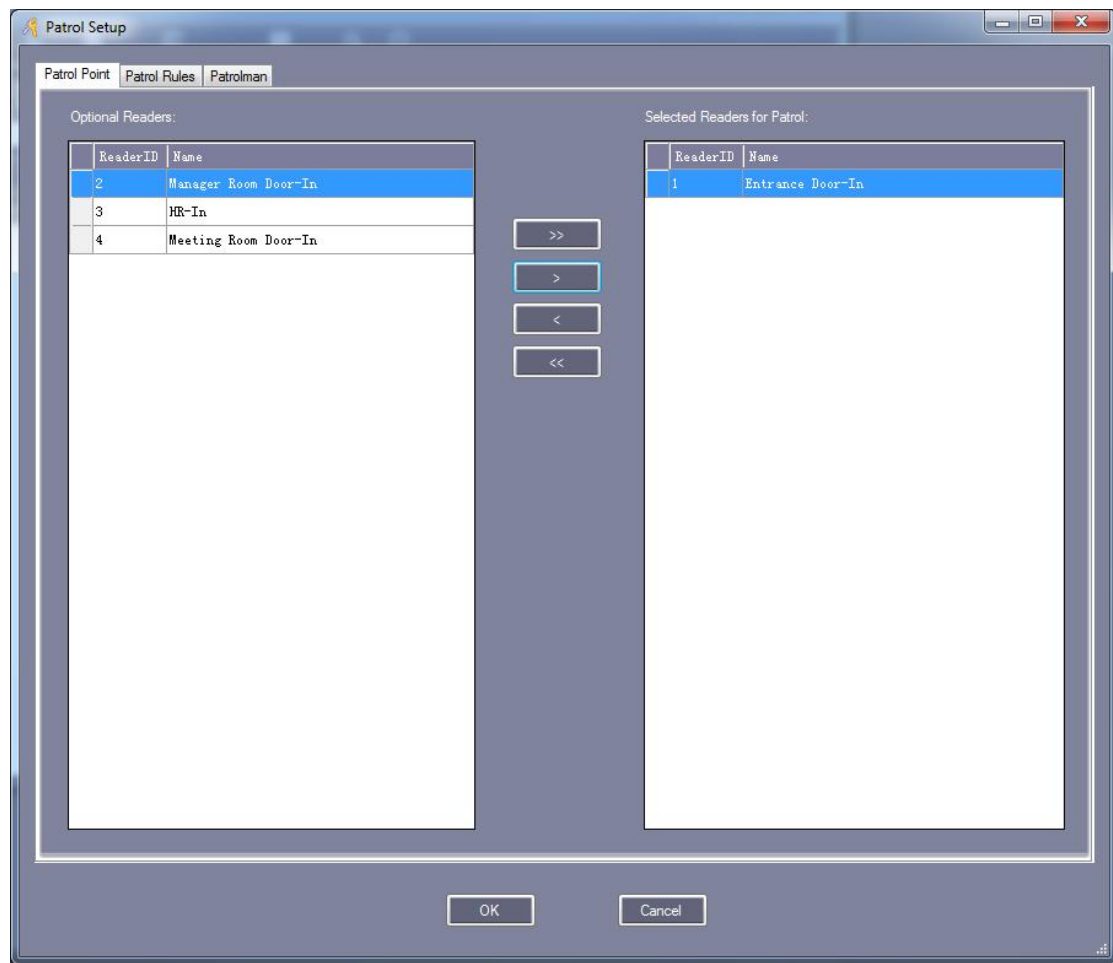 Patrol Setup
Patrol Point Patrol Rules Patrolman
Optional Readers:
ReaderID Name
2 Manager Room Door-In
3 HR-In
4 Meeting Room Door-In
>>
>
<
<<
Selected Readers for Patrol:
ReaderID Name
1 Entrance Door-In
OK Cancel